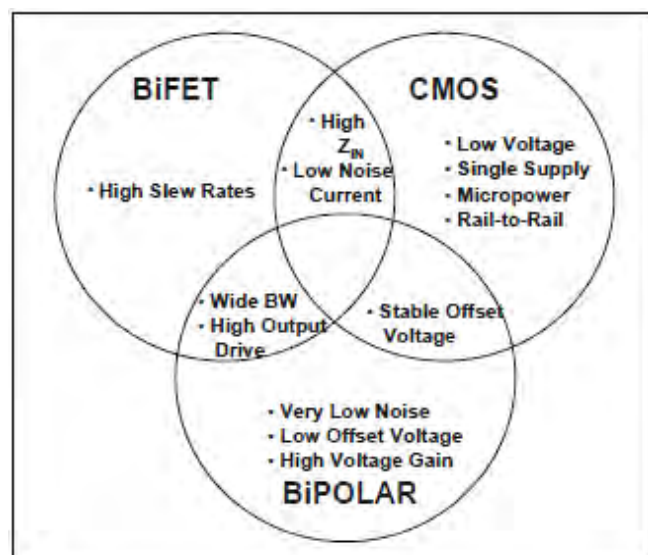 BiFET
CMOS
· High
Z_IN
· Low Noise
Current
· High Slew Rates
· Low Voltage
· Single Supply
· Micropower
· Rail-to-Rail
· Wide BW
· High Output
Drive
· Stable Offset
Voltage
· Very Low Noise
· Low Offset Voltage
· High Voltage Gain
BiPOLAR